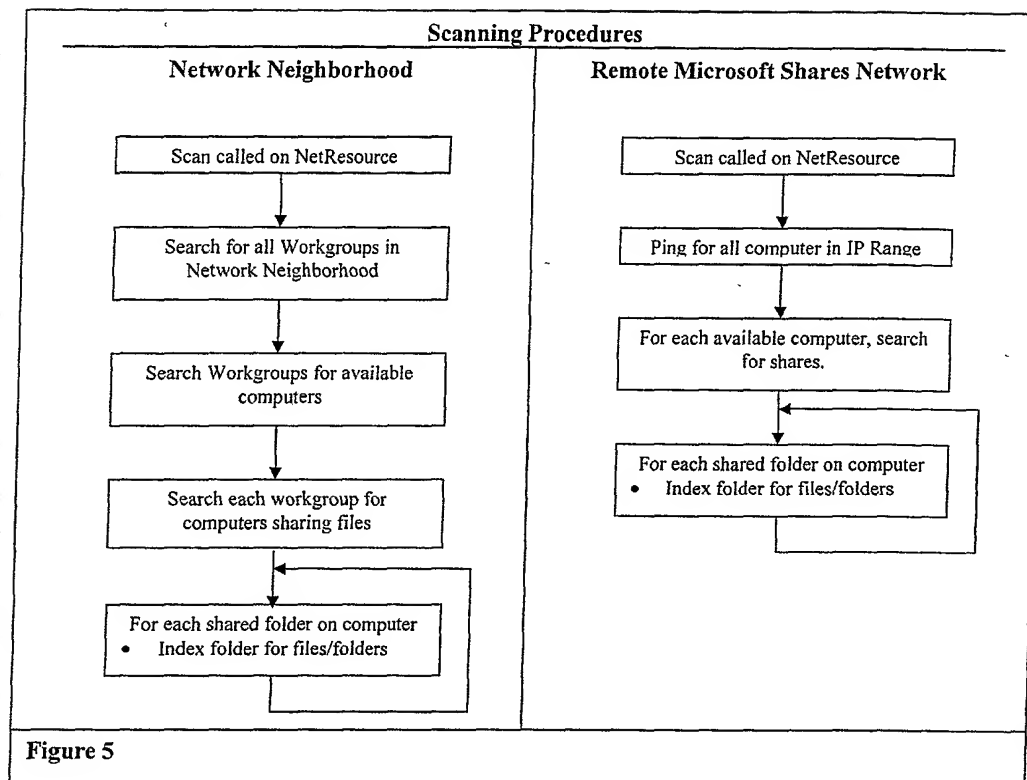 Scanning Procedures
Network Neighborhood
Scan called on NetResource
Search for all Workgroups in
Network Neighborhood
Search Workgroups for available
computers
Search each workgroup for
computers sharing files
For each shared folder on computer
• Index folder for files/folders
Remote Microsoft Shares Network
Scan called on NetResource
Ping for all computer in IP Range
For each available computer, search
for shares.
For each shared folder on computer
• Index folder for files/folders
Figure 5